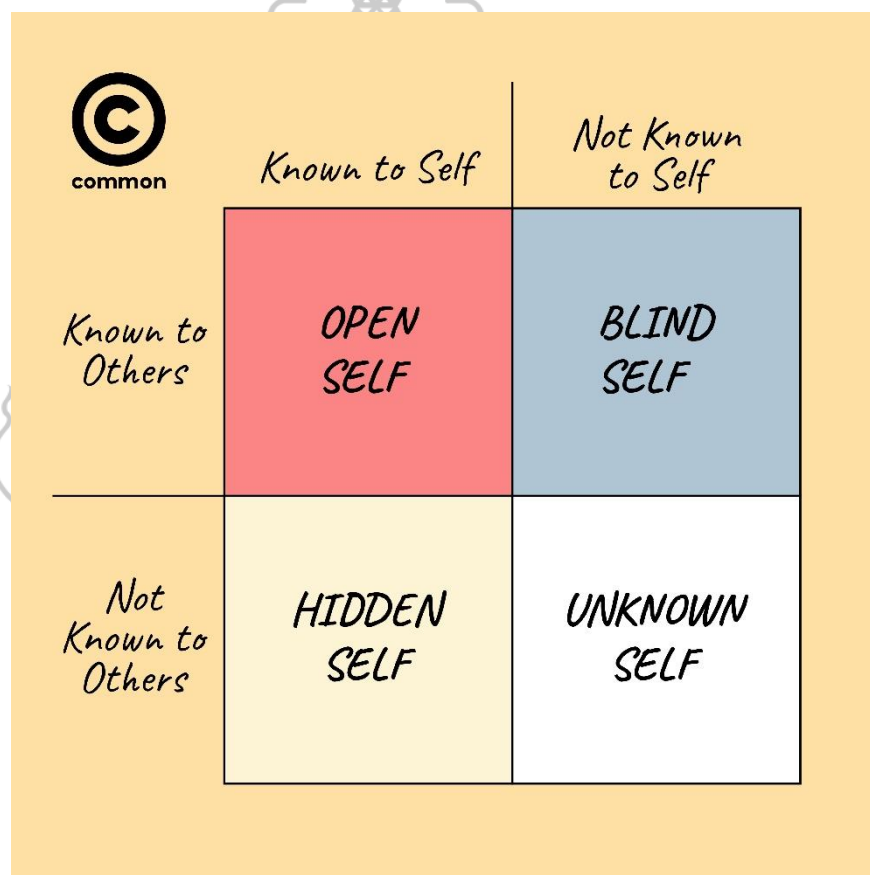 ©
common
Known to Self
Not Known
to Self
Known to
Others
OPEN
SELF
BLIND
SELF
Not
Known to
Others
HIDDEN
SELF
UNKNOWN
SELF